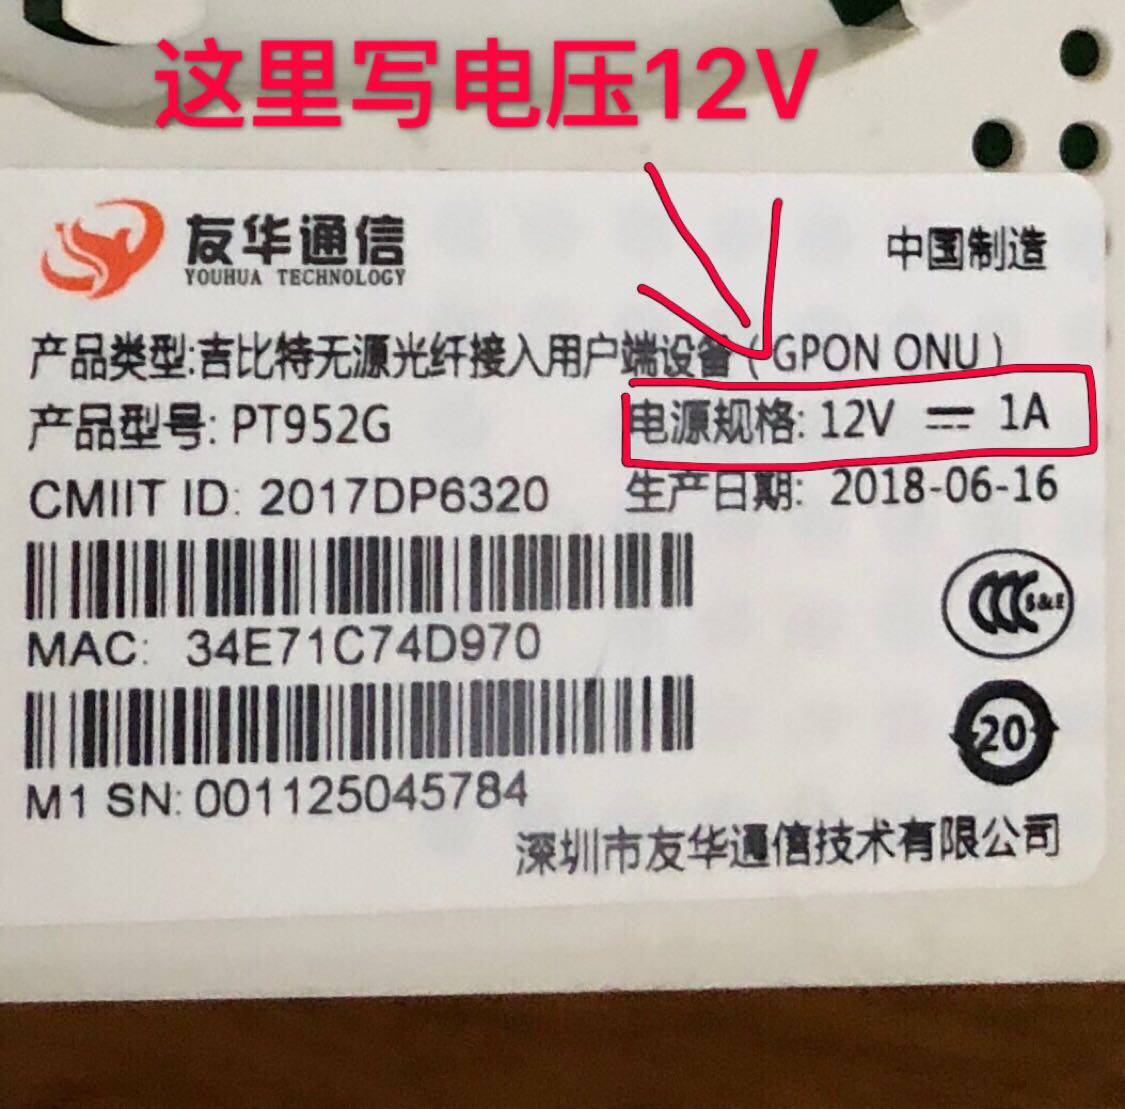 这里写电压12V
友华通信
YOUHUA TECHNOLOGY
中国制造
产品类型:吉比特无源光纤接入用户端设备(GPON ONU)
产品型号: PT952G
电源规格: 12V ⎓ 1A
CMIIT ID: 2017DP6320
生产日期: 2018-06-16
CCC S&E
MAC: 34E71C74D970
20
M1 SN: 001125045784
深圳市友华通信技术有限公司